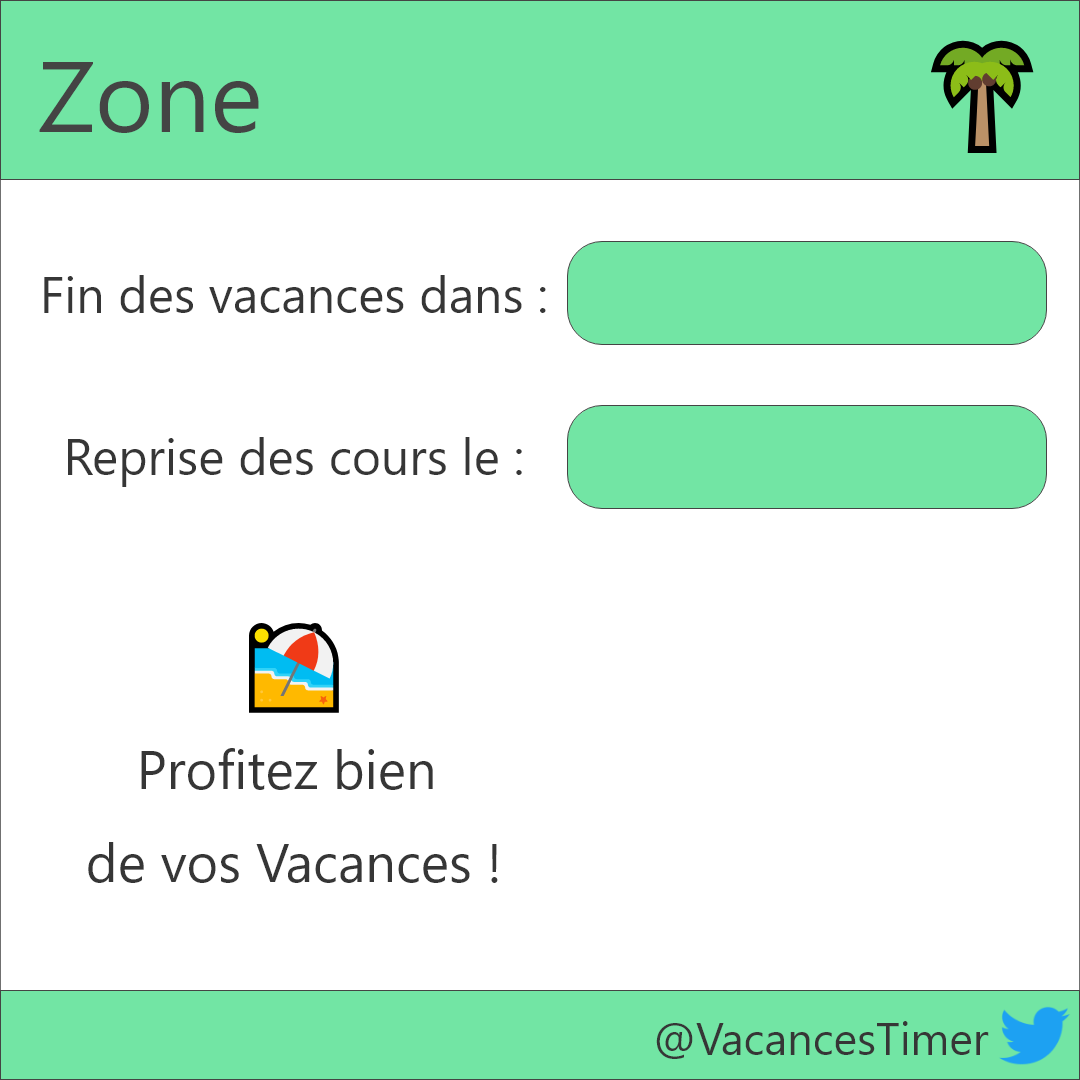 Zone
Fin des vacances dans :
Reprise des cours le :
Profitez bien
de vos Vacances !
@VacancesTimer